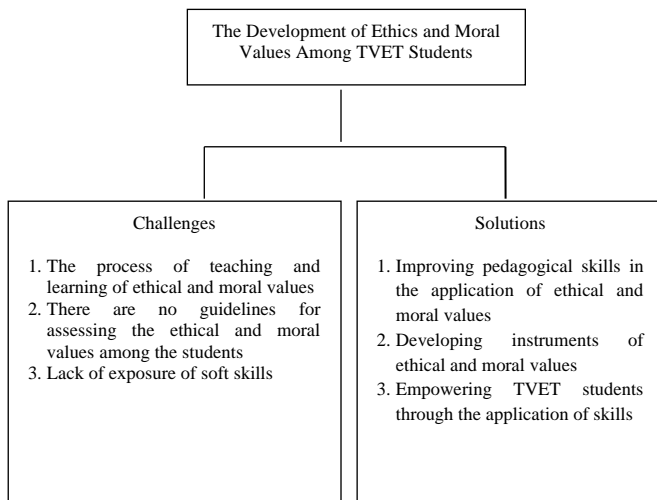 The Development of Ethics and Moral
Values Among TVET Students
Challenges
1. The process of teaching and
learning of ethical and moral values
2. There are no guidelines for
assessing the ethical and moral
values among the students
3. Lack of exposure of soft skills
Solutions
1. Improving pedagogical skills in
the application of ethical and
moral values
2. Developing instruments of
ethical and moral values
3. Empowering TVET students
through the application of skills